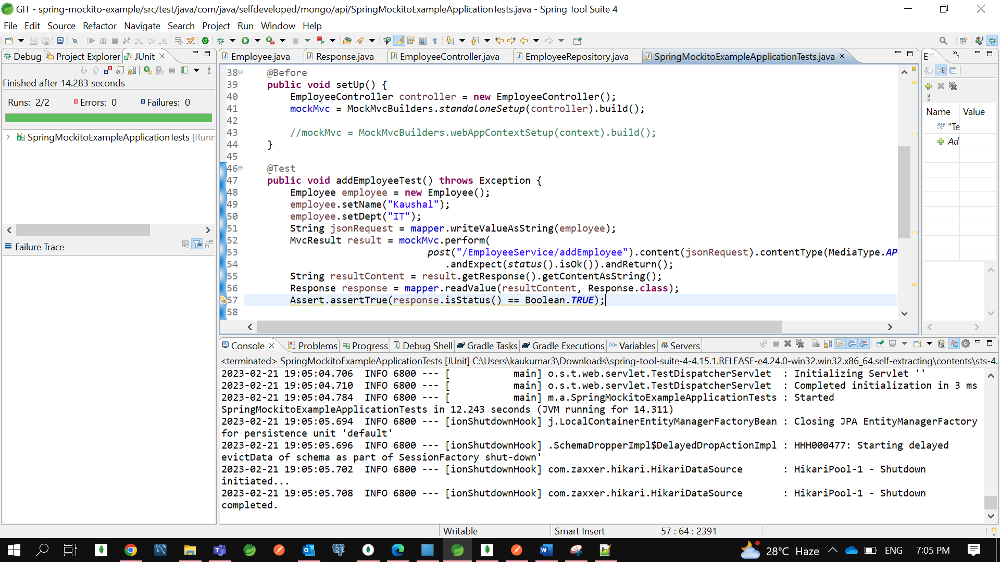 GIT - spring-mockito-example/src/test/java/com/java/selfdeveloped/mongo/api/SpringMockitoExampleApplicationTests.java - Spring Tool Suite 4
File Edit Source Refactor Navigate Search Project Run Window Help
Debug Project Explorer JUnit
Finished after 14.283 seconds
Runs: 2/2 Errors: 0 Failures: 0
SpringMockitoExampleApplicationTests [Runn
Failure Trace
Employee.java Response.java EmployeeController.java EmployeeRepository.java SpringMockitoExampleApplicationTests.java
38 @Before
39 public void setUp() {
40 EmployeeController controller = new EmployeeController();
41 mockMvc = MockMvcBuilders.standaloneSetup(controller).build();
42
43 //mockMvc = MockMvcBuilders.webAppContextSetup(context).build();
44 }
45
46 @Test
47 public void addEmployeeTest() throws Exception {
48 Employee employee = new Employee();
49 employee.setName("Kaushal");
50 employee.setDept("IT");
51 String jsonRequest = mapper.writeValueAsString(employee);
52 MvcResult result = mockMvc.perform(
53 post("/EmployeeService/addEmployee").content(jsonRequest).contentType(MediaType.AP
54 .andExpect(status().isOk()).andReturn();
55 String resultContent = result.getResponse().getContentAsString();
56 Response response = mapper.readValue(resultContent, Response.class);
57 Assert.assertTrue(response.isStatus() == Boolean.TRUE);
58
E
Name Value
"Te
Ad
Console Problems Progress Debug Shell Gradle Tasks Gradle Executions Variables Servers
<terminated> SpringMockitoExampleApplicationTests [JUnit] C:\Users\kaukumar3\Downloads\spring-tool-suite-4-4.15.1.RELEASE-e4.24.0-win32.win32.x86_64.self-extracting\contents\sts-4.
2023-02-21 19:05:04.706 INFO 6800 --- [ main] o.s.t.web.servlet.TestDispatcherServlet : Initializing Servlet ''
2023-02-21 19:05:04.710 INFO 6800 --- [ main] o.s.t.web.servlet.TestDispatcherServlet : Completed initialization in 3 ms
2023-02-21 19:05:04.784 INFO 6800 --- [ main] m.a.SpringMockitoExampleApplicationTests : Started
SpringMockitoExampleApplicationTests in 12.243 seconds (JVM running for 14.311)
2023-02-21 19:05:05.694 INFO 6800 --- [ionShutdownHook] j.LocalContainerEntityManagerFactoryBean : Closing JPA EntityManagerFactory
for persistence unit 'default'
2023-02-21 19:05:05.696 INFO 6800 --- [ionShutdownHook] .SchemaDropperImpl$DelayedDropActionImpl : HHH000477: Starting delayed
evictData of schema as part of SessionFactory shut-down'
2023-02-21 19:05:05.702 INFO 6800 --- [ionShutdownHook] com.zaxxer.hikari.HikariDataSource : HikariPool-1 - Shutdown
initiated...
2023-02-21 19:05:05.708 INFO 6800 --- [ionShutdownHook] com.zaxxer.hikari.HikariDataSource : HikariPool-1 - Shutdown
completed.
Writable Smart Insert 57 : 64 : 2391
28°C Haze ENG 7:05 PM